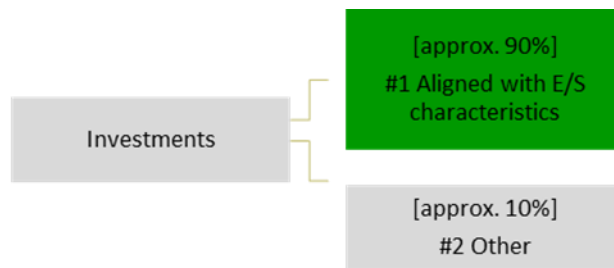 Investments
[approx. 90%]
#1 Aligned with E/S
characteristics
[approx. 10%]
#2 Other